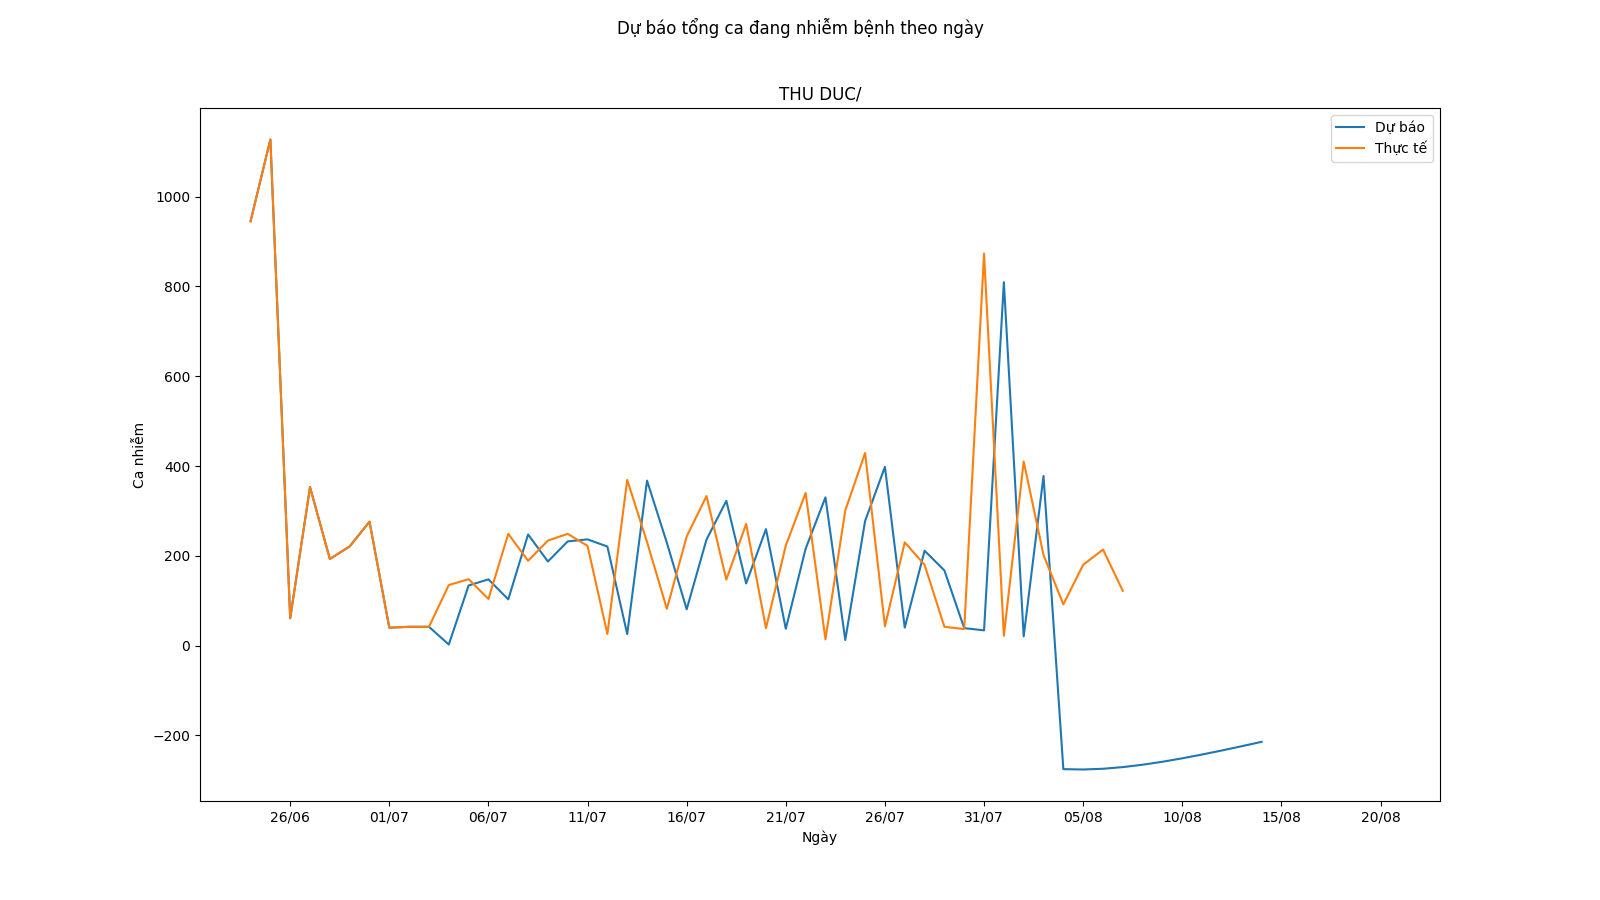 Dự báo tổng ca đang nhiễm bệnh theo ngày
THU DUC/
Dự báo
Thực tế
Ca nhiễm
1000
800
600
400
200
0
−200
26/06 01/07 06/07 11/07 16/07 21/07 26/07 31/07 05/08 10/08 15/08 20/08
Ngày